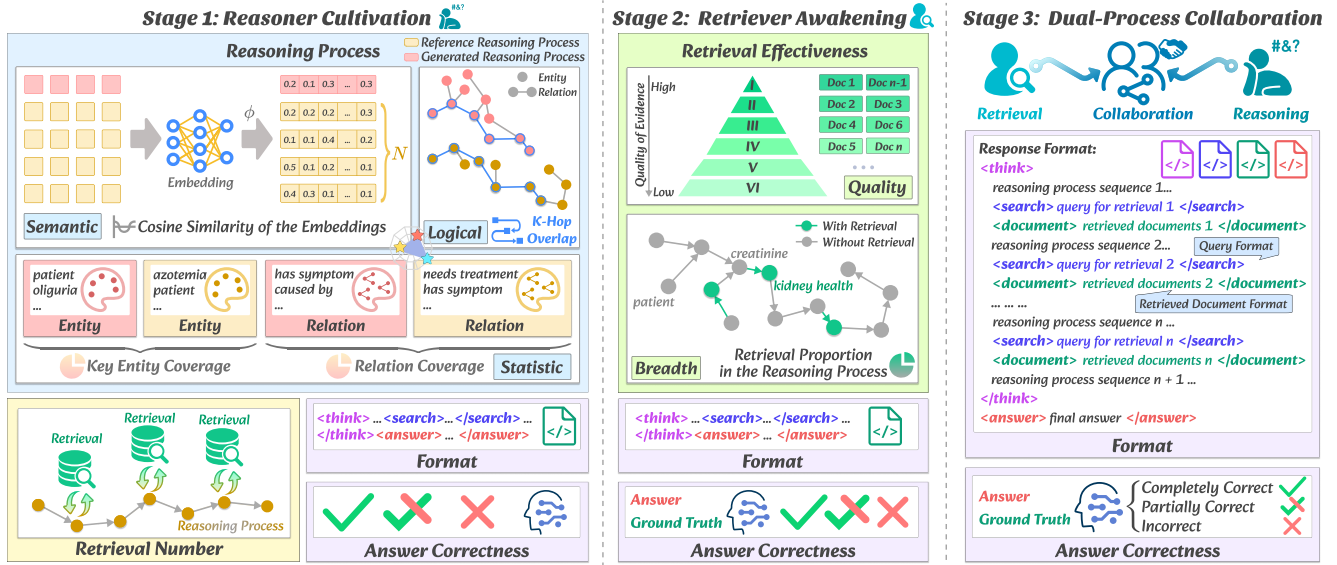 Stage 1: Reasoner Cultivation
#&?
Reasoning Process
Reference Reasoning Process
Generated Reasoning Process
0.2 0.1 0.3 ... 0.3
0.2 0.2 0.2 ... 0.3
0.1 0.1 0.4 ... 0.2
0.5 0.1 0.2 ... 0.1
0.4 0.3 0.1 ... 0.1
ϕ
N
Embedding
Semantic
Cosine Similarity of the Embeddings
Entity
Relation
Logical
K-Hop
Overlap
patient
oliguria
...
Entity
azotemia
patient
...
Entity
has symptom
caused by
...
Relation
needs treatment
has symptom
...
Relation
Key Entity Coverage
Relation Coverage
Statistic
Retrieval
Retrieval
Retrieval
Reasoning Process
Retrieval Number
<think> ... <search>...</search> ...
</think><answer> ... </answer>
</>
Format
Answer Correctness
Stage 2: Retriever Awakening
Retrieval Effectiveness
Quality of Evidence
High
Low
I
II
III
IV
V
VI
Doc 1 Doc n-1
Doc 2 Doc 3
Doc 4 Doc 6
Doc 5 Doc n
...
Quality
With Retrieval
Without Retrieval
creatinine
kidney health
patient
Breadth
Retrieval Proportion
in the Reasoning Process
<think> ... <search>...</search> ...
</think><answer> ... </answer>
</>
Format
Answer
Ground Truth
Answer Correctness
Stage 3: Dual-Process Collaboration
#&?
Retrieval
Collaboration
Reasoning
Response Format:
</> </> </> </>
<think>
reasoning process sequence 1...
<search> query for retrieval 1 </search>
<document> retrieved documents 1 </document>
reasoning process sequence 2...
Query Format
<search> query for retrieval 2 </search>
<document> retrieved documents 2 </document>
... ... ...
Retrieved Document Format
reasoning process sequence n ...
<search> query for retrieval n </search>
<document> retrieved documents n </document>
reasoning process sequence n + 1 ...
</think>
<answer> final answer </answer>
Format
Answer
Ground Truth
Completely Correct
Partially Correct
Incorrect
Answer Correctness